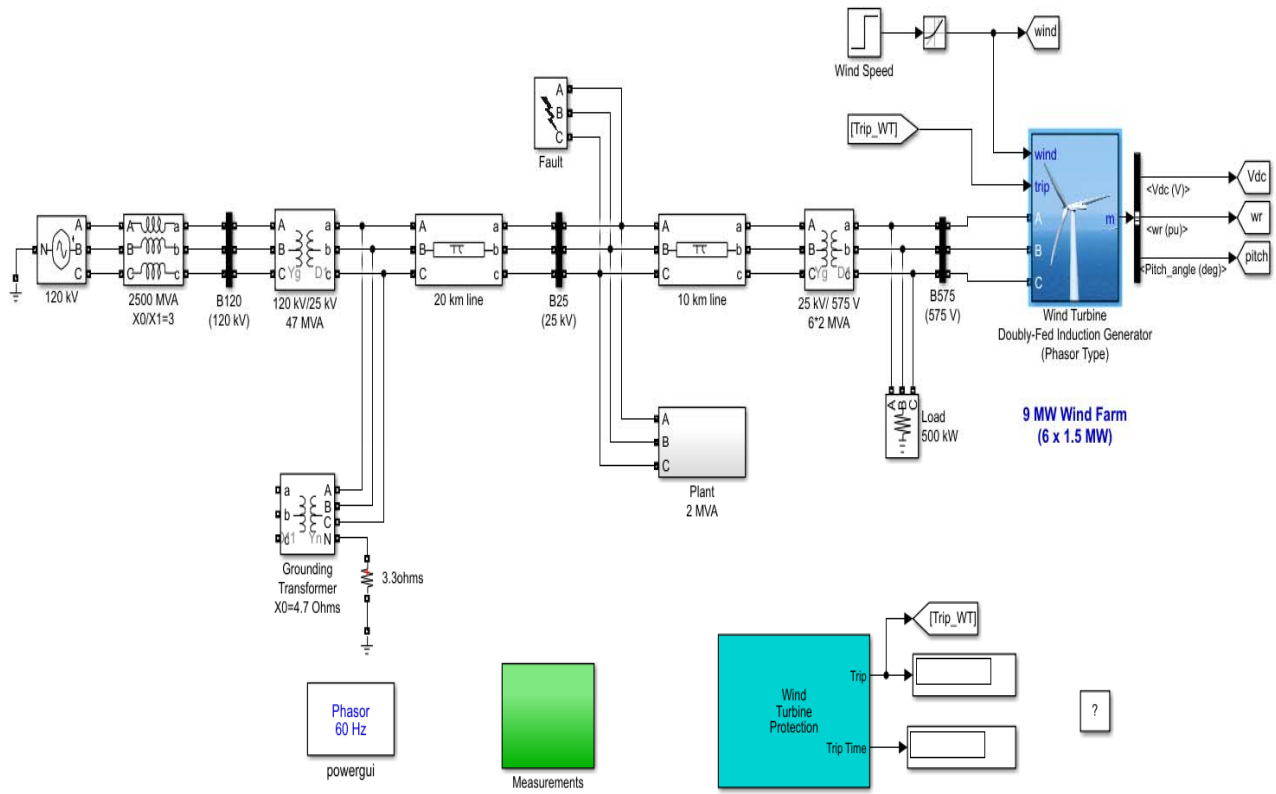 Wind Speed
wind
[Trip_WT]
wind
trip
A
B
C
m
<Vdc (V)>
<wr (pu)>
<Pitch_angle (deg)>
Vdc
wr
pitch
Wind Turbine
Doubly-Fed Induction Generator
(Phasor Type)
9 MW Wind Farm
(6 x 1.5 MW)
A
B
C
Fault
N
A
B
C
120 kV
A
B
C
a
b
c
2500 MVA
X0/X1=3
B120
(120 kV)
A
B
C
a
b
c
Yg
120 kV/25 kV
47 MVA
A
B
C
a
b
c
20 km line
B25
(25 kV)
A
B
C
a
b
c
10 km line
A
B
C
a
b
Yg
25 kV/ 575 V
6*2 MVA
B575
(575 V)
A
B
C
Load
500 kW
A
B
C
Plant
2 MVA
a
b
A
B
C
N
Yn
Grounding
Transformer
X0=4.7 Ohms
3.3ohms
Phasor
60 Hz
powergui
Measurements
Wind
Turbine
Protection
Trip
Trip Time
[Trip_WT]
?